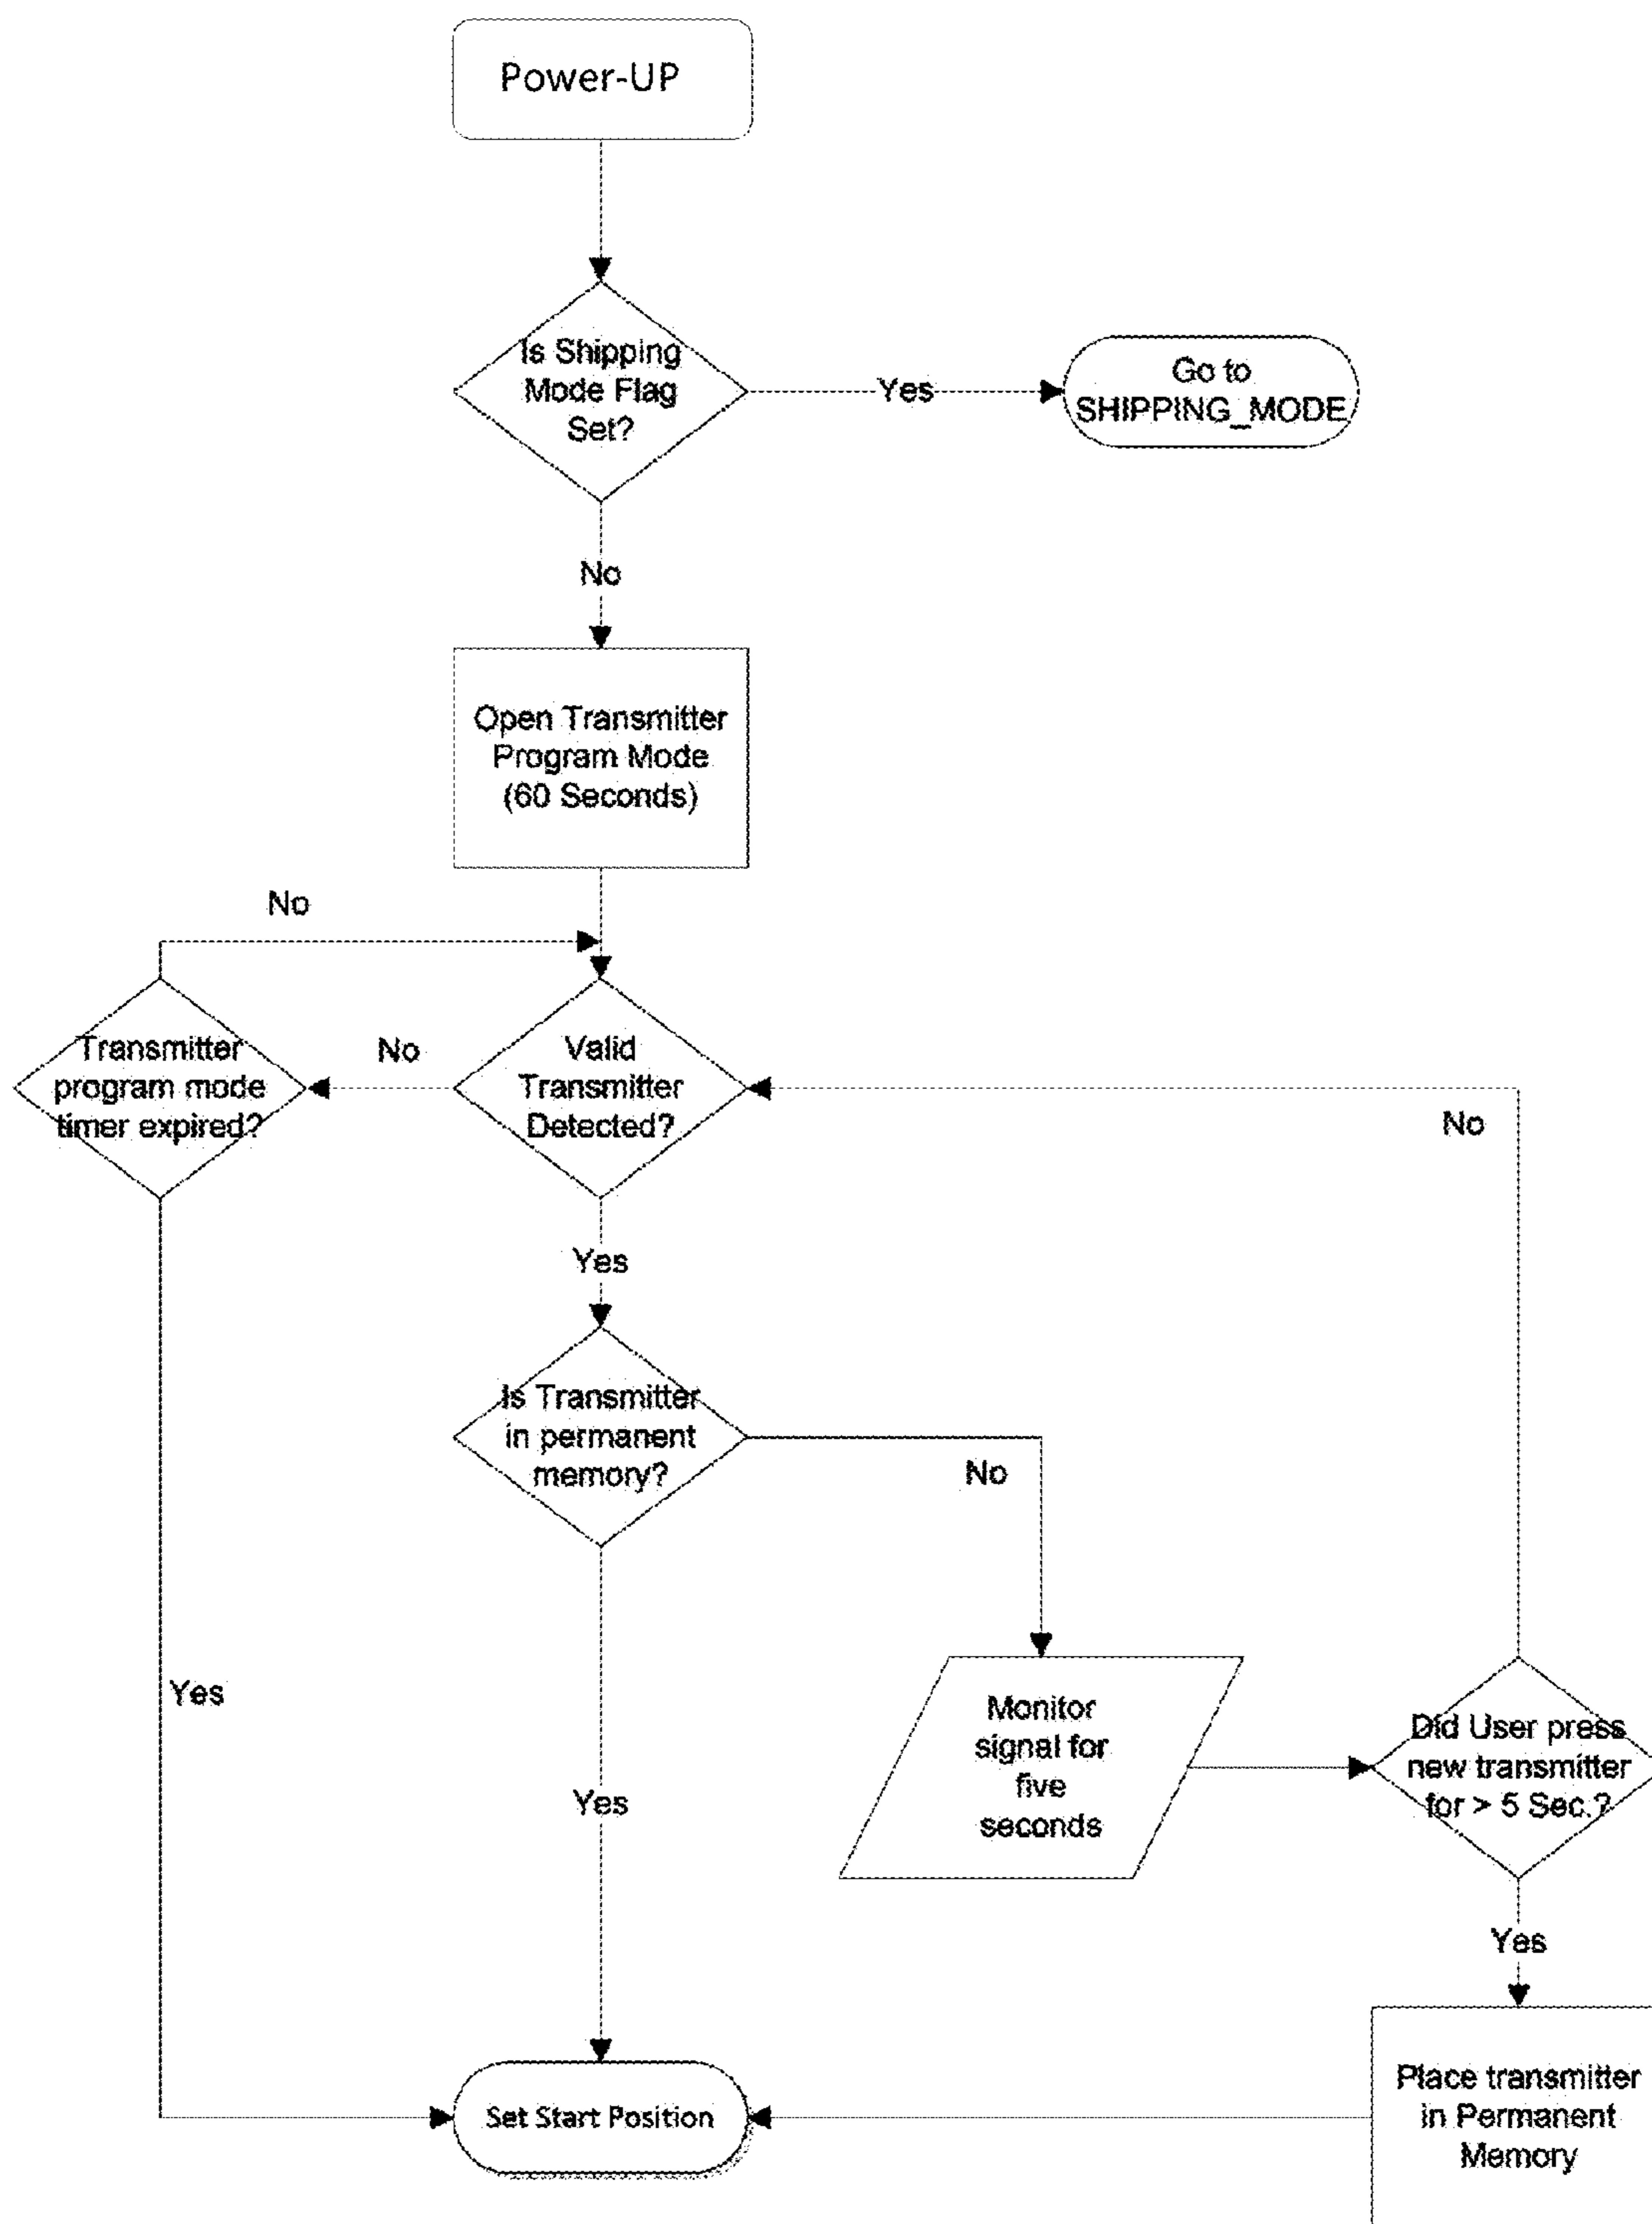 Power-UP
Is Shipping
Mode Flag
Set?
Yes
Go to
SHIPPING_MODE
No
Open Transmitter
Program Mode
(60 Seconds)
No
Transmitter
program mode
timer expired?
No
Valid
Transmitter
Detected?
No
Yes
Is Transmitter
in permanent
memory?
No
Yes
Monitor
signal for
five
seconds
Did User press
new transmitter
for > 5 Sec.?
Yes
Yes
Set Start Position
Place transmitter
in Permanent
Memory